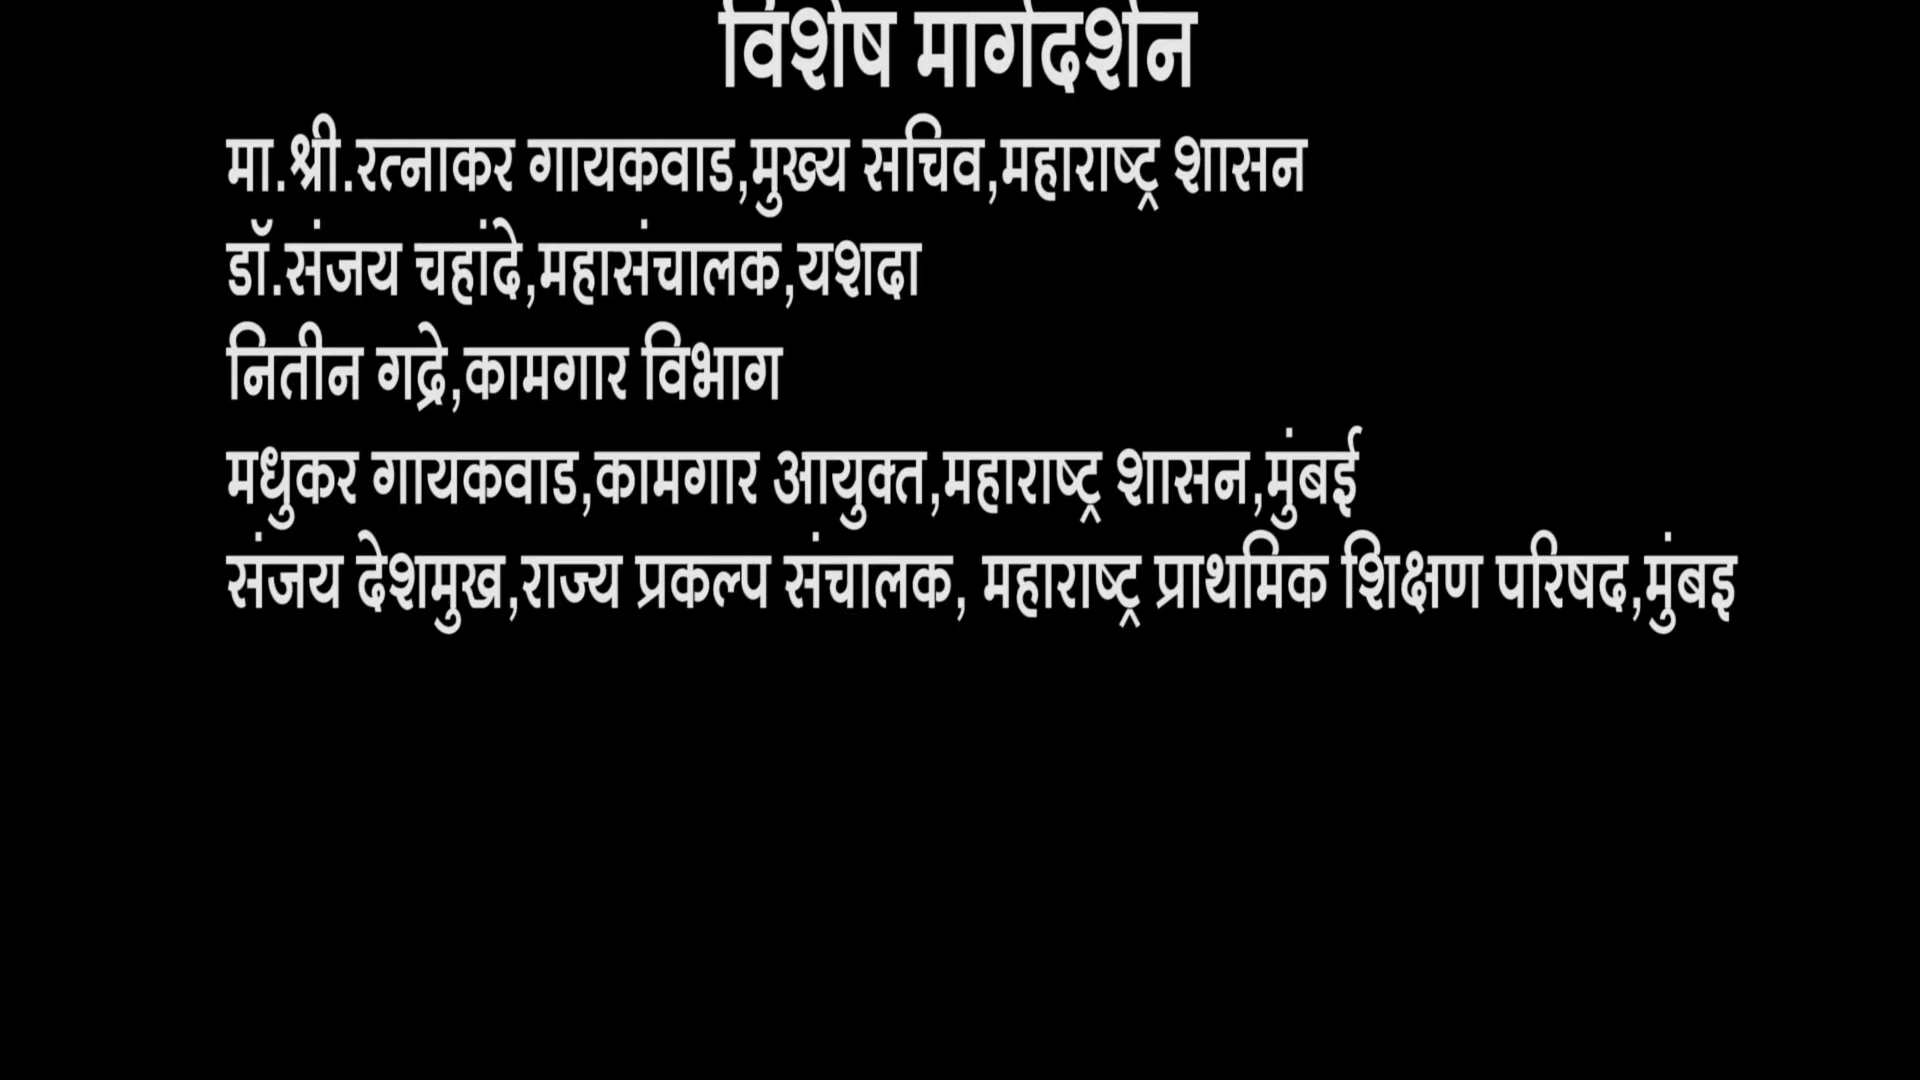 विशेष मार्गदर्शन
मा.श्री.रत्नाकर गायकवाड,मुख्य सचिव,महाराष्ट्र शासन
डॉ.संजय चहांदे,महासंचालक,यशदा
नितीन गद्रे,कामगार विभाग
मधुकर गायकवाड,कामगार आयुक्त,महाराष्ट्र शासन,मुंबई
संजय देशमुख,राज्य प्रकल्प संचालक, महाराष्ट्र प्राथमिक शिक्षण परिषद,मुंबइ